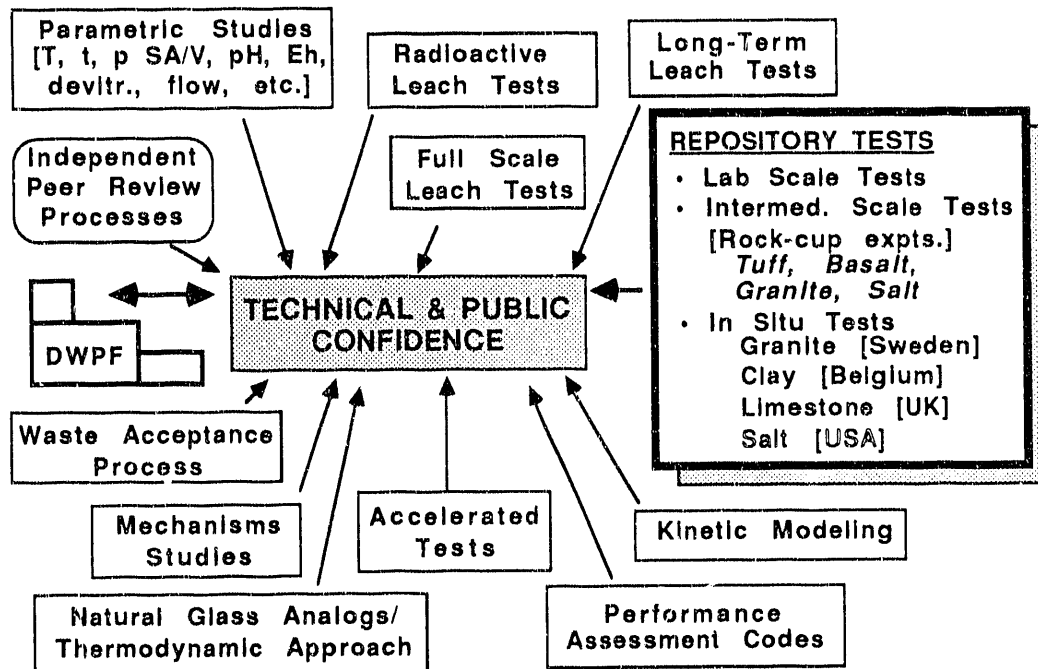 Parametric Studies
[T, t, p SA/V, pH, Eh,
devitr., flow, etc.]
Radioactive
Leach Tests
Long-Term
Leach Tests
Independent
Peer Review
Processes
Full Scale
Leach Tests
REPOSITORY TESTS
• Lab Scale Tests
• Intermed. Scale Tests
[Rock-cup expts.]
Tuff, Basalt,
Granite, Salt
• In Situ Tests
Granite [Sweden]
Clay [Belgium]
Limestone [UK]
Salt [USA]
TECHNICAL & PUBLIC
CONFIDENCE
DWPF
Waste Acceptance
Process
Mechanisms
Studies
Accelerated
Tests
Kinetic Modeling
Natural Glass Analogs/
Thermodynamic Approach
Performance
Assessment Codes